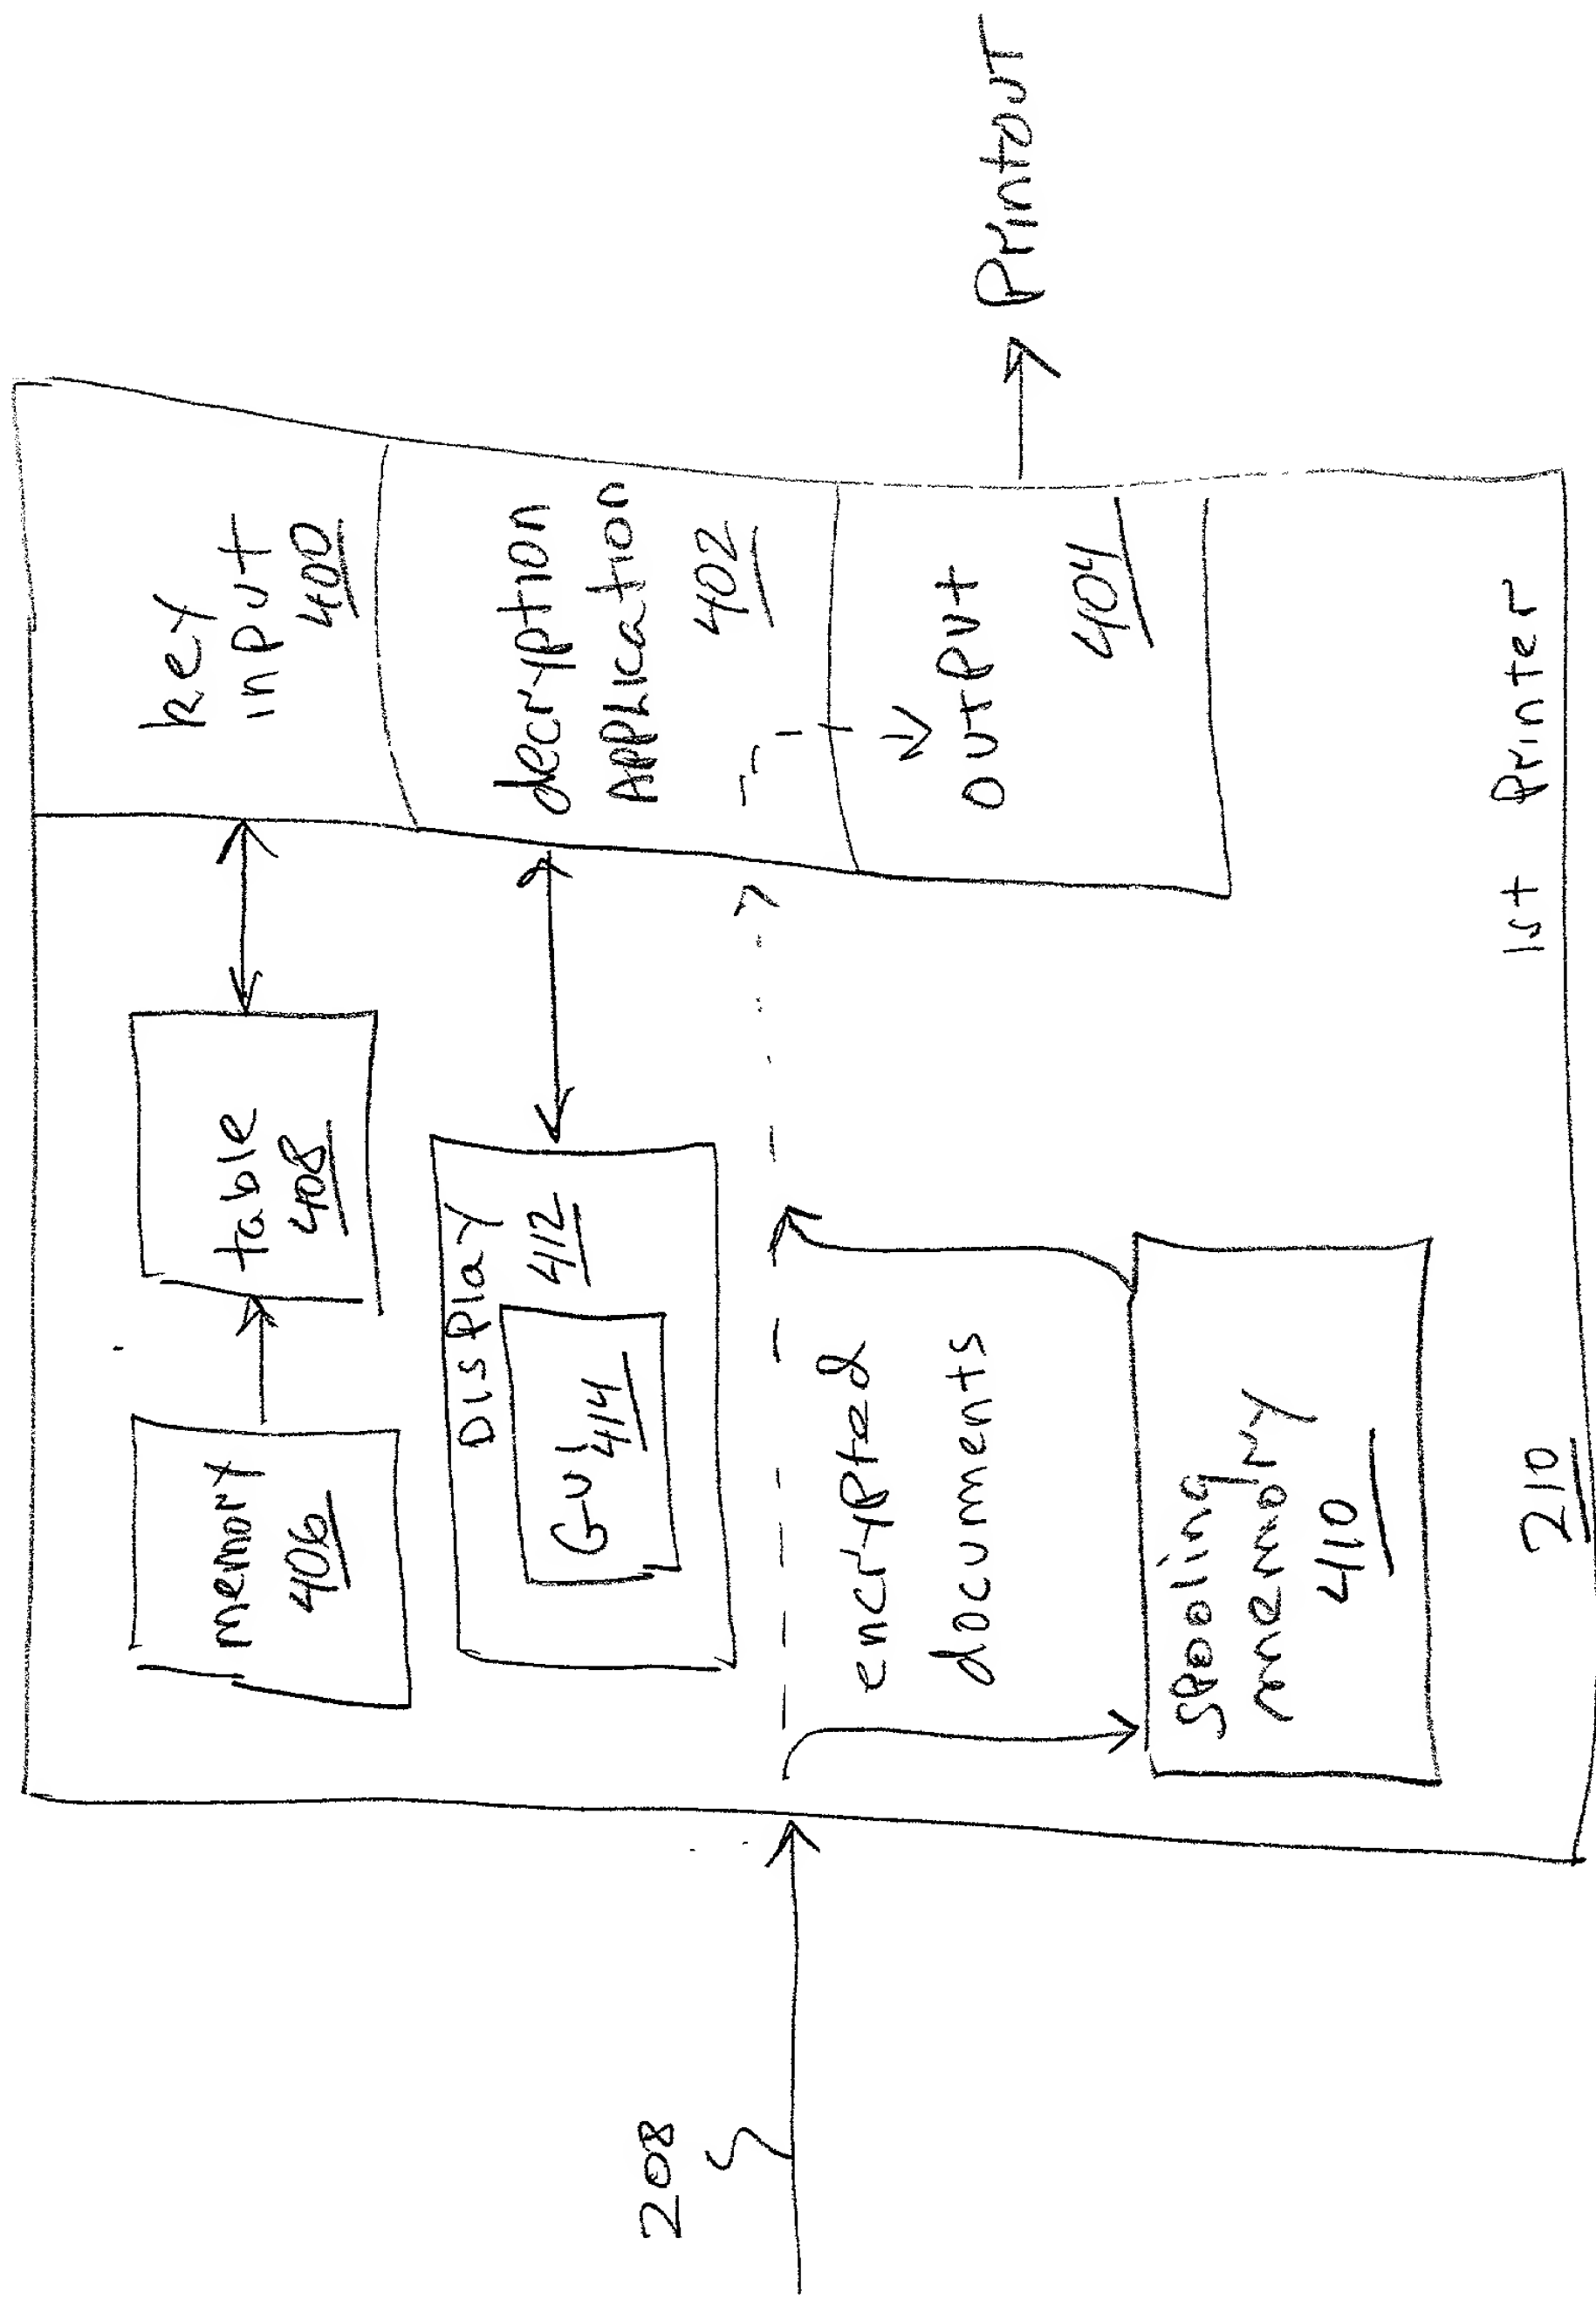 208
memory
406
table
408
key
input
400
Display
412
GUI
414
decryption
Application
402
encrypted
documents
output
404
Printout
Spooling
memory
410
210
1st Printer